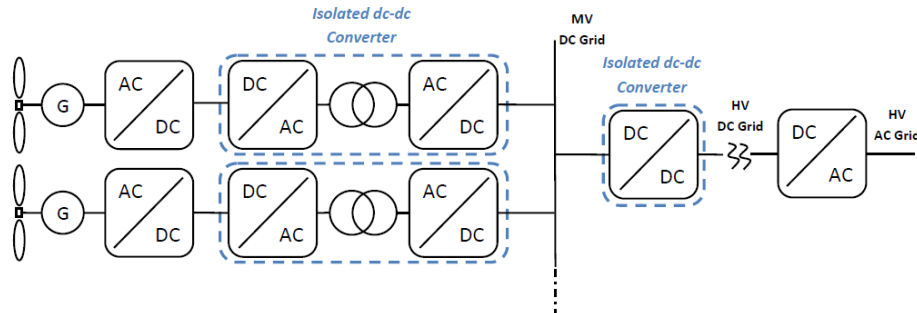 Isolated dc-dc
Converter
MV
DC Grid
Isolated dc-dc
Converter
HV
DC Grid
HV
AC Grid
G
AC
DC
DC
AC
AC
DC
DC
DC
DC
AC
G
AC
DC
DC
AC
AC
DC